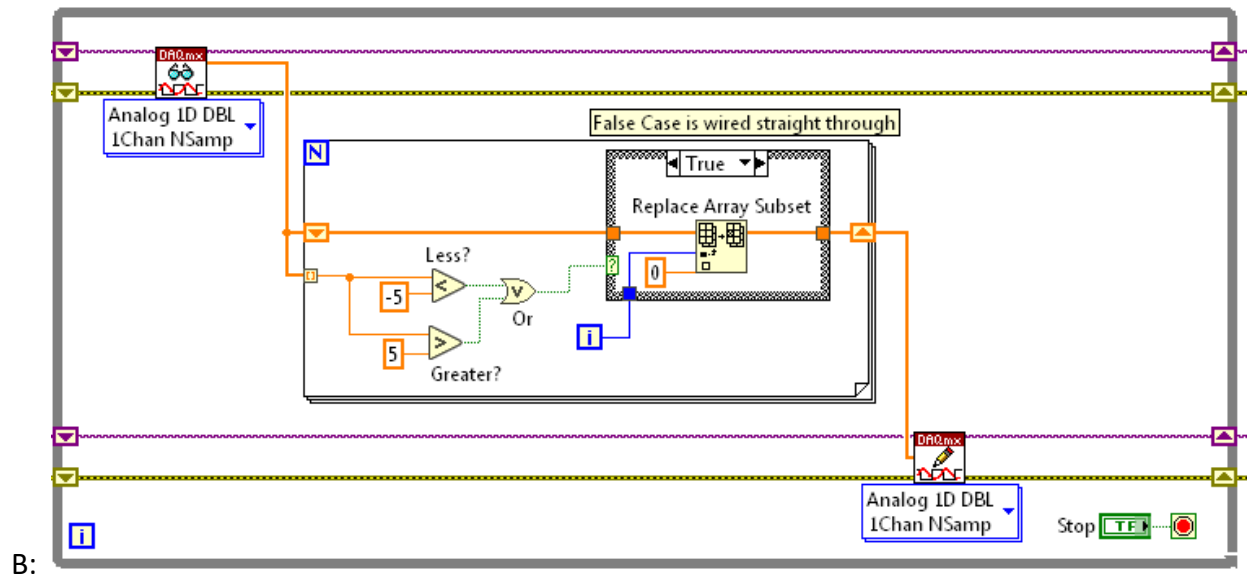 DAQmx
Analog 1D DBL
1Chan NSamp
False Case is wired straight through
N
True
Replace Array Subset
Less?
-5
0
?
v
Or
i
5
Greater?
DAQmx
Analog 1D DBL
1Chan NSamp
Stop TF
i
B: